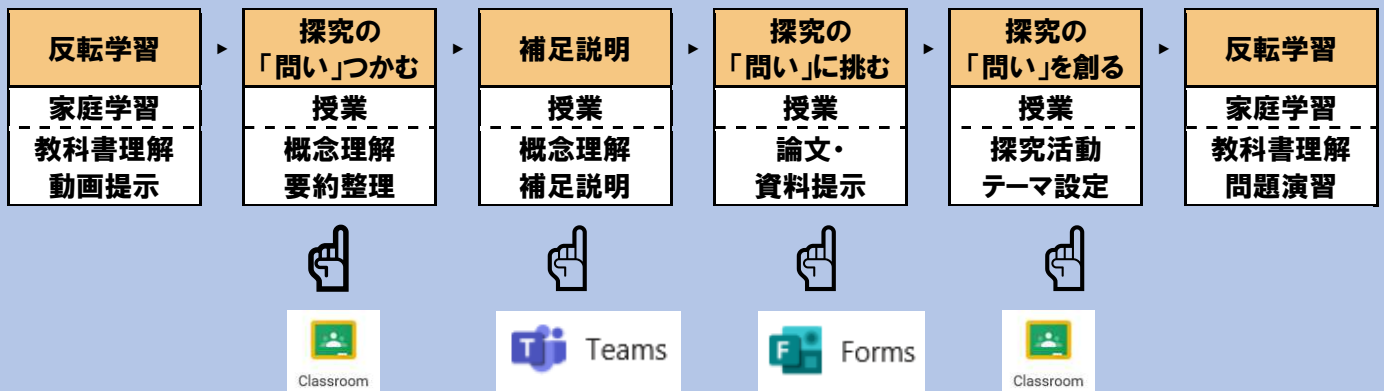 反転学習
家庭学習
教科書理解
動画提示
探究の
「問い」つかむ
授業
概念理解
要約整理
補足説明
授業
概念理解
補足説明
探究の
「問い」に挑む
授業
論文・
資料提示
探究の
「問い」を創る
授業
探究活動
テーマ設定
反転学習
家庭学習
教科書理解
問題演習
Classroom
Teams
Forms
Classroom